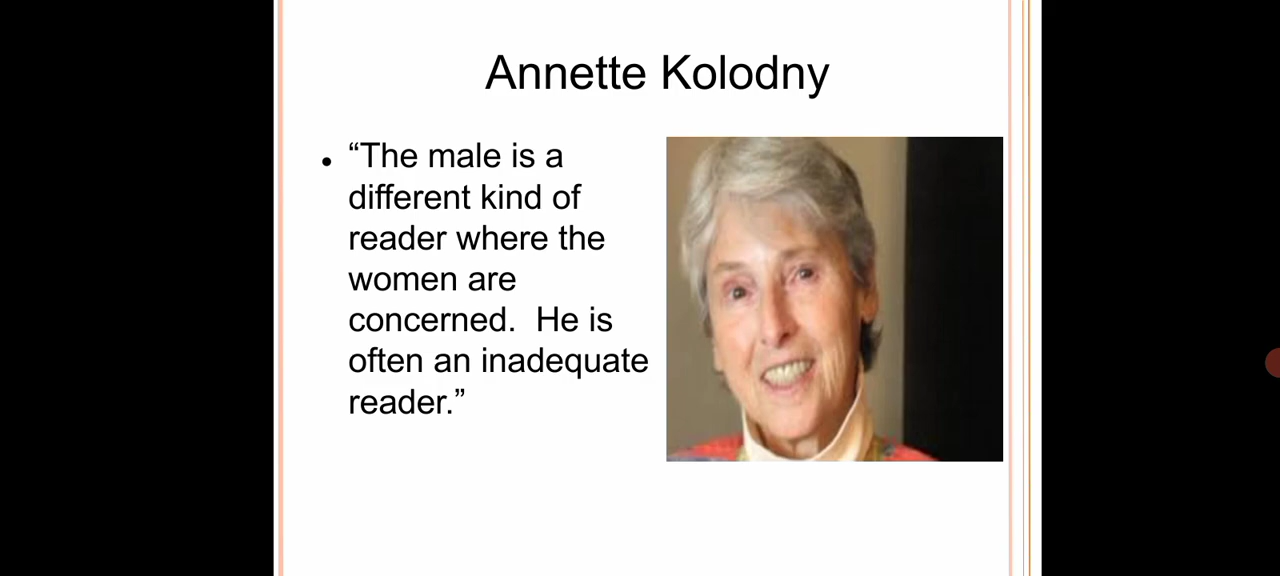 Annette Kolodny
• “The male is a
different kind of
reader where the
women are
concerned.  He is
often an inadequate
reader.”